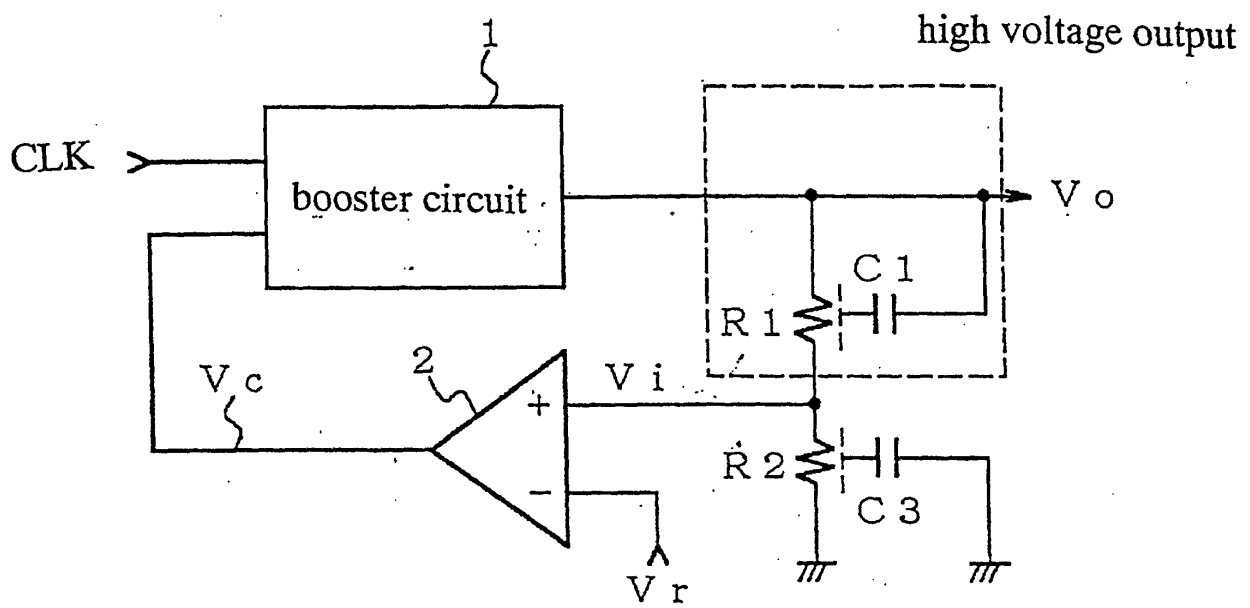 high voltage output
1
CLK
booster circuit
V o
C 1
R 1
2
V c
V i
+
R 2
−
C 3
V r